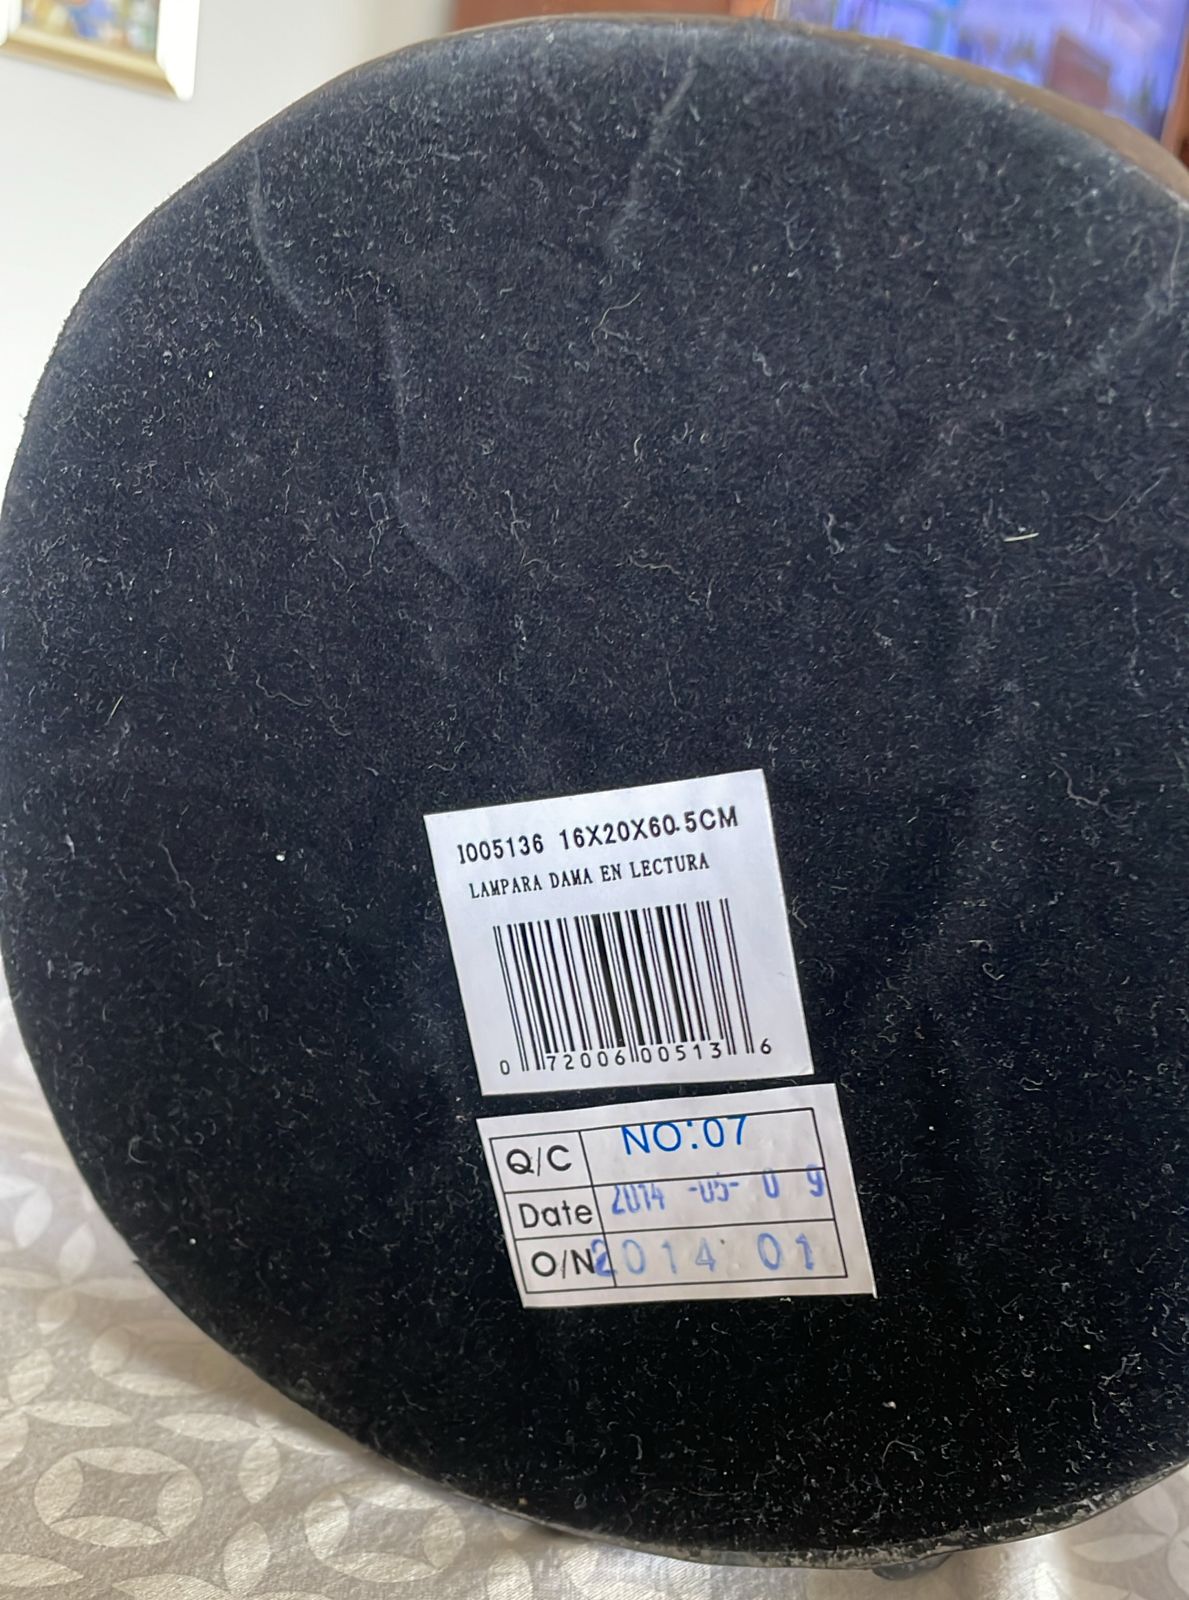 I005136 16X20X60.5CM
LAMPARA DAMA EN LECTURA
0 72006 00513 6
Q/C NO:07
Date 2014 -05- 0 9
O/N 2014 01